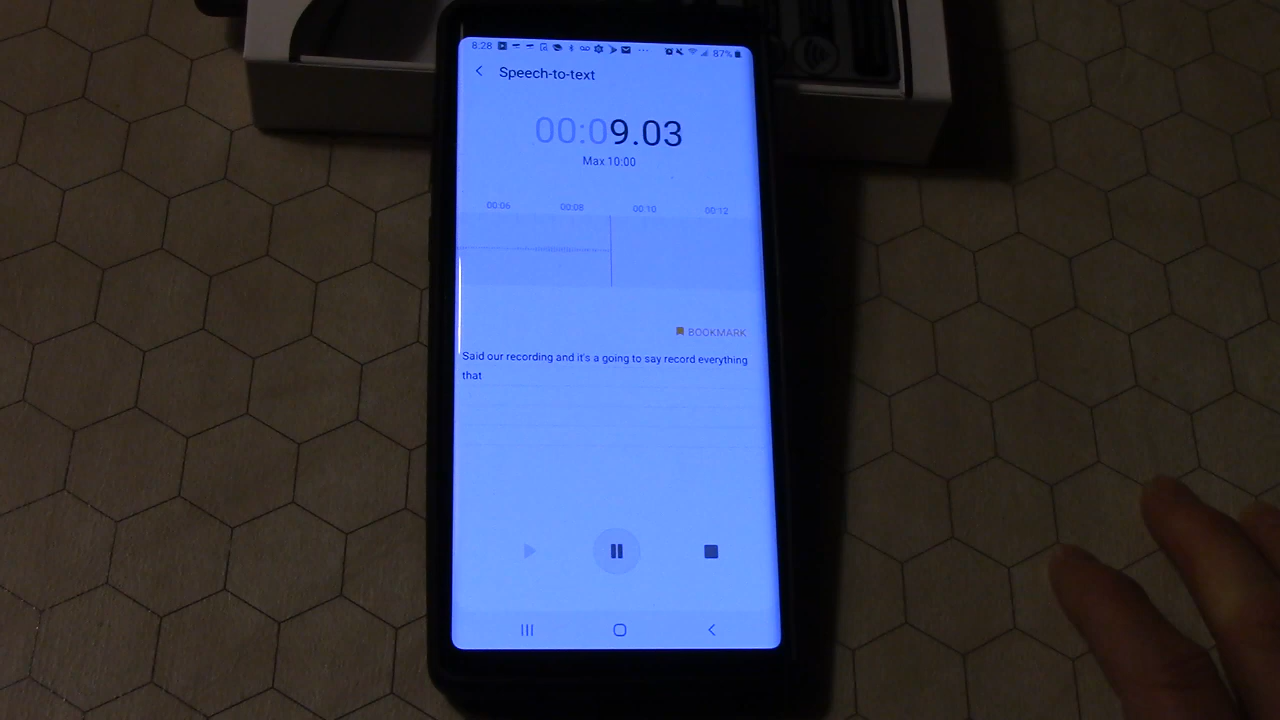 8:28 87%
Speech-to-text
00:09.03
Max 10:00
00:06 00:08 00:10 00:12
BOOKMARK
Said our recording and it's a going to say record everything
that